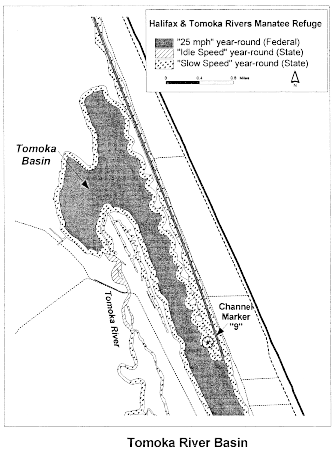 Halifax & Tomoka Rivers Manatee Refuge
"25 mph" year-round (Federal)
"Idle Speed" year-round (State)
"Slow Speed" year-round (State)
0 0.4 0.8 Miles
N
Tomoka
Basin
Tomoka River
Channel
Marker
"9"
Tomoka River Basin